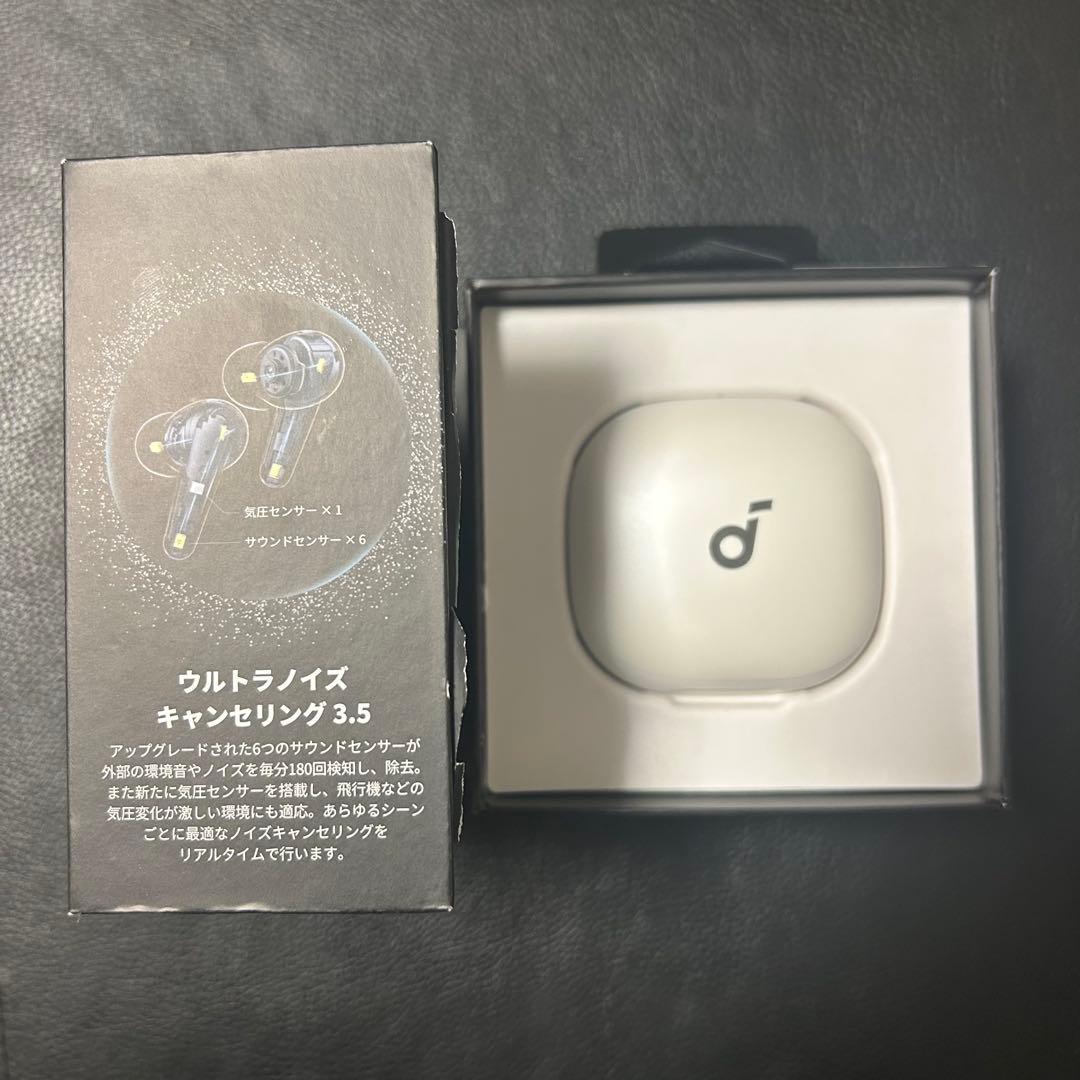 気圧センサー×1
サウンドセンサー×6
ウルトラノイズ
キャンセリング 3.5
アップグレードされた6つのサウンドセンサーが
外部の環境音やノイズを毎分180回検知し、除去。
また新たに気圧センサーを搭載し、飛行機などの
気圧変化が激しい環境にも適応。あらゆるシーン
ごとに最適なノイズキャンセリングを
リアルタイムで行います。